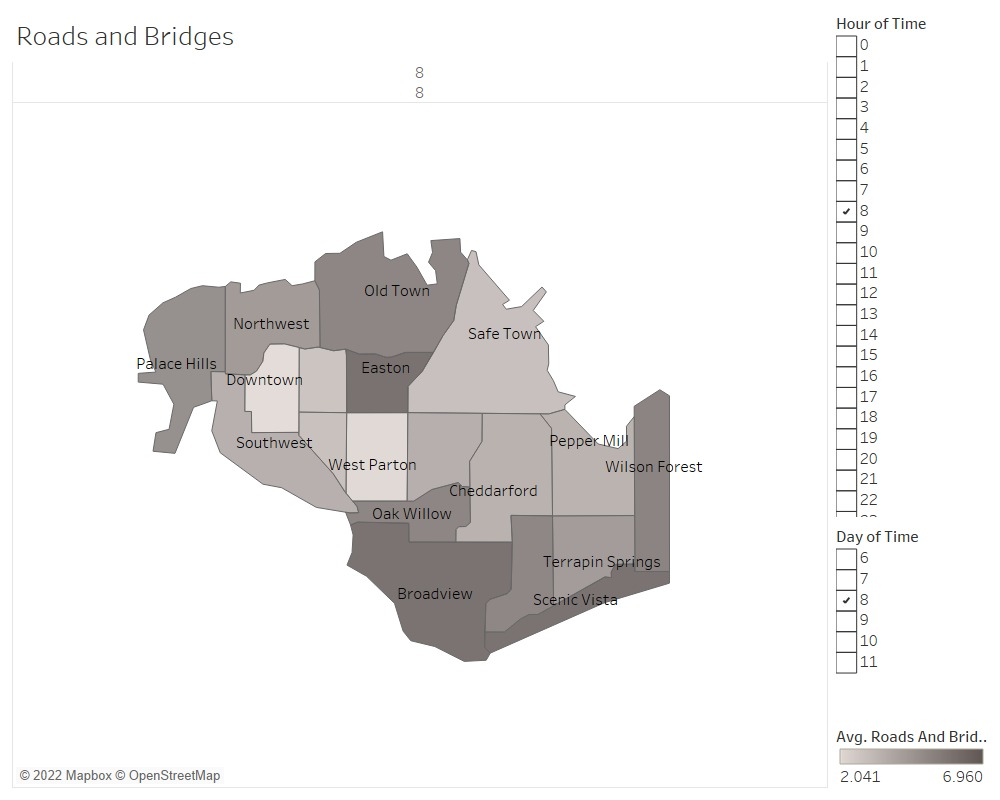 Roads and Bridges
8
8
Old Town
Northwest
Safe Town
Palace Hills
Easton
Downtown
Southwest
Pepper Mill
West Parton
Wilson Forest
Cheddarford
Oak Willow
Terrapin Springs
Broadview
Scenic Vista
© 2022 Mapbox © OpenStreetMap
Hour of Time
0
1
2
3
4
5
6
7
8
9
10
11
12
13
14
15
16
17
18
19
20
21
22
Day of Time
6
7
8
9
10
11
Avg. Roads And Brid..
2.041 6.960